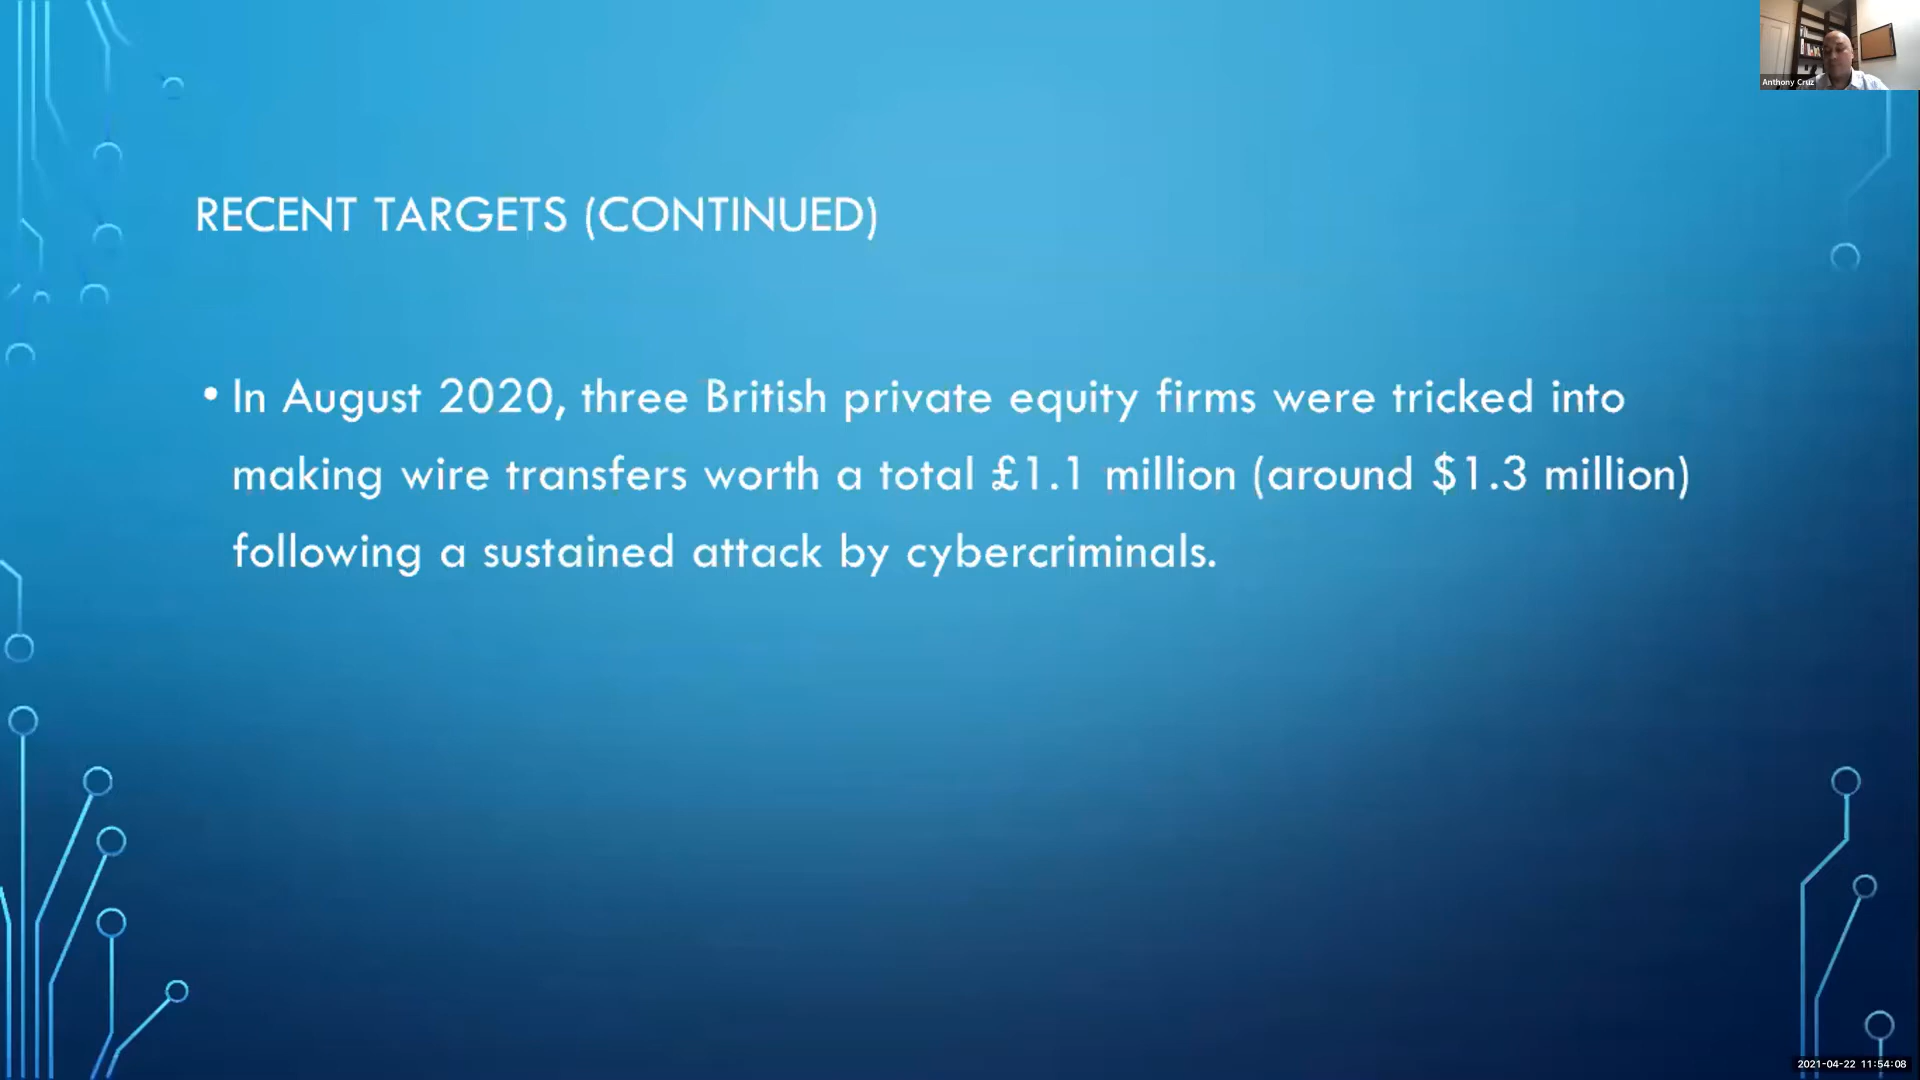 Anthony Cruz
RECENT TARGETS (CONTINUED)
• In August 2020, three British private equity firms were tricked into
making wire transfers worth a total £1.1 million (around $1.3 million)
following a sustained attack by cybercriminals.
2021-04-22 11:54:08